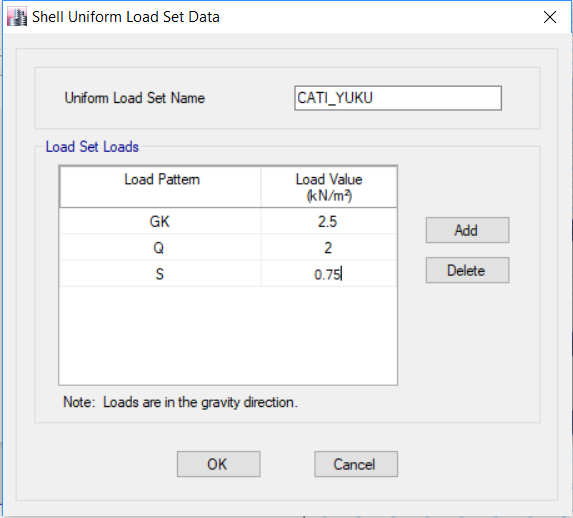 Shell Uniform Load Set Data
Uniform Load Set Name CATI_YUKU
Load Set Loads
Load Pattern Load Value
(kN/m²)
GK 2.5
Add
Q 2
S 0.75
Delete
Note: Loads are in the gravity direction.
OK Cancel